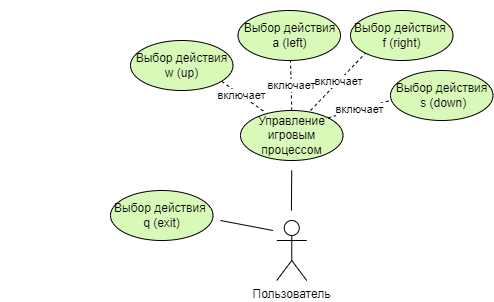 Выбор действия
a (left)
Выбор действия
f (right)
Выбор действия
w (up)
Выбор действия
s (down)
включает
включает
включает
включает
Управление
игровым
процессом
Выбор действия
q (exit)
Пользователь